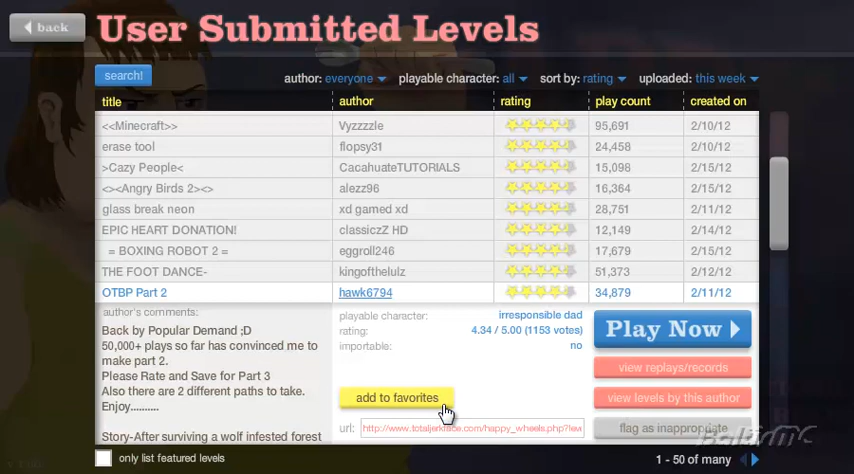 back
User Submitted Levels
search!
author: everyone playable character: all sort by: rating uploaded: this week
title author rating play count created on
<<Minecraft>> Vyzzzzle 95,691 2/10/12
erase tool flopsy31 24,458 2/10/12
>Cazy People< CacahuateTUTORIALS 15,098 2/15/12
<><Angry Birds 2><> alezz96 16,364 2/15/12
glass break neon xd gamed xd 28,751 2/11/12
EPIC HEART DONATION! classicZ HD 12,149 2/14/12
= BOXING ROBOT 2 = eggroll246 17,679 2/15/12
THE FOOT DANCE- kingofthelulz 51,373 2/12/12
OTBP Part 2 hawk6794 34,879 2/11/12
author's comments:
Back by Popular Demand ;D
50,000+ plays so far has convinced me to
make part 2.
Please Rate and Save for Part 3
Also there are 2 different paths to take.
Enjoy..........
Story-After surviving a wolf infested forest
playable character: irresponsible dad
rating: 4.34 / 5.00 (1153 votes)
importable: no
add to favorites
url: http://www.totaljerkface.com/happy_wheels.php?lev
Play Now
view replays/records
view levels by this author
flag as inappropriate
only list featured levels
1 - 50 of many